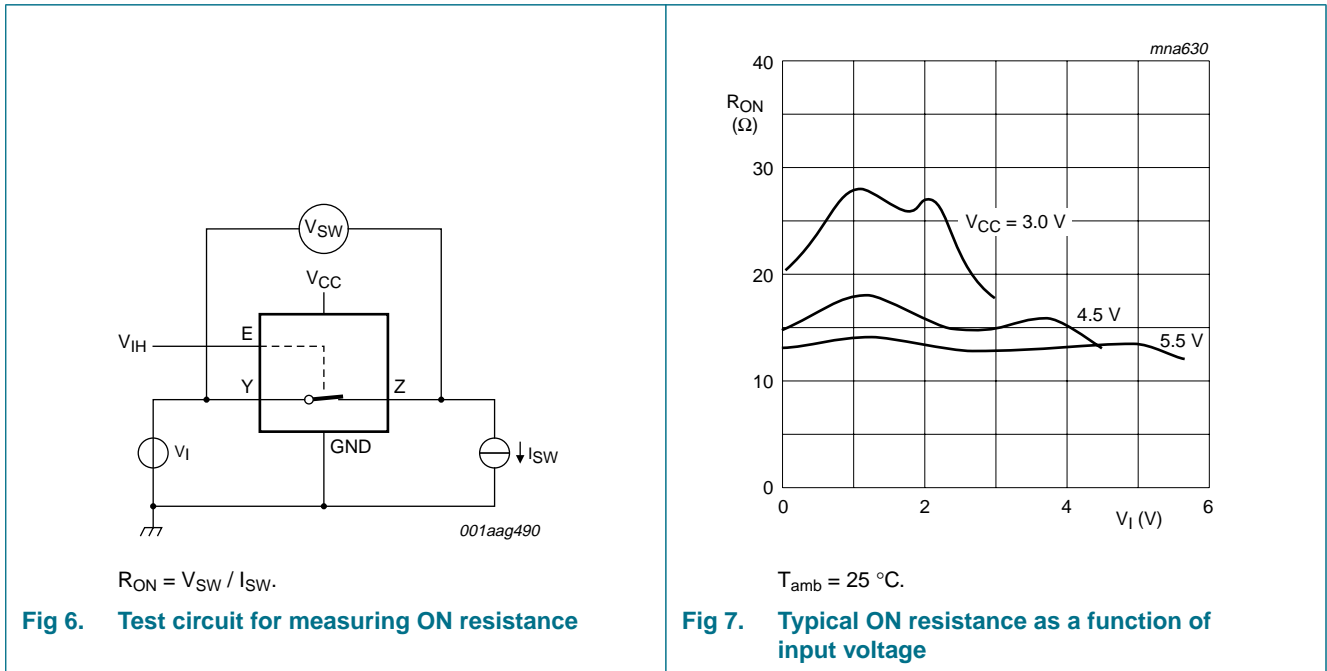 V_SW
V_CC
V_IH
E
Y
Z
V_I
GND
I_SW
001aag490
R_ON = V_SW / I_SW.
Fig 6. Test circuit for measuring ON resistance
mna630
40
R_ON
(Ω)
30
V_CC = 3.0 V
20
4.5 V
5.5 V
10
0
0 2 4 6
V_I (V)
T_amb = 25 °C.
Fig 7. Typical ON resistance as a function of
input voltage